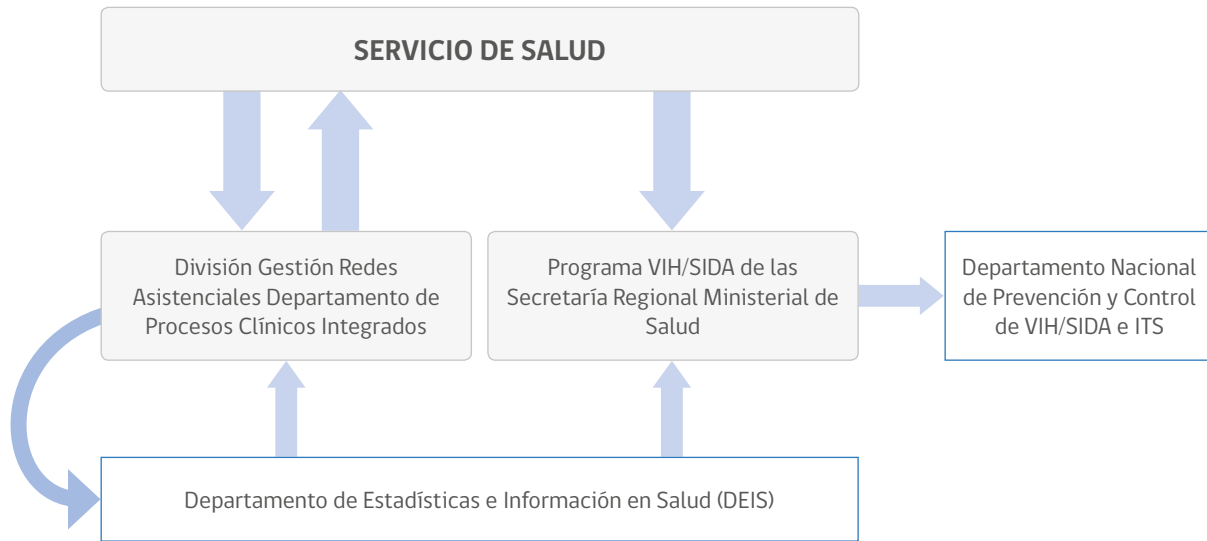 SERVICIO DE SALUD
División Gestión Redes
Asistenciales Departamento de
Procesos Clínicos Integrados
Programa VIH/SIDA de las
Secretaría Regional Ministerial de
Salud
Departamento Nacional
de Prevención y Control
de VIH/SIDA e ITS
Departamento de Estadísticas e Información en Salud (DEIS)